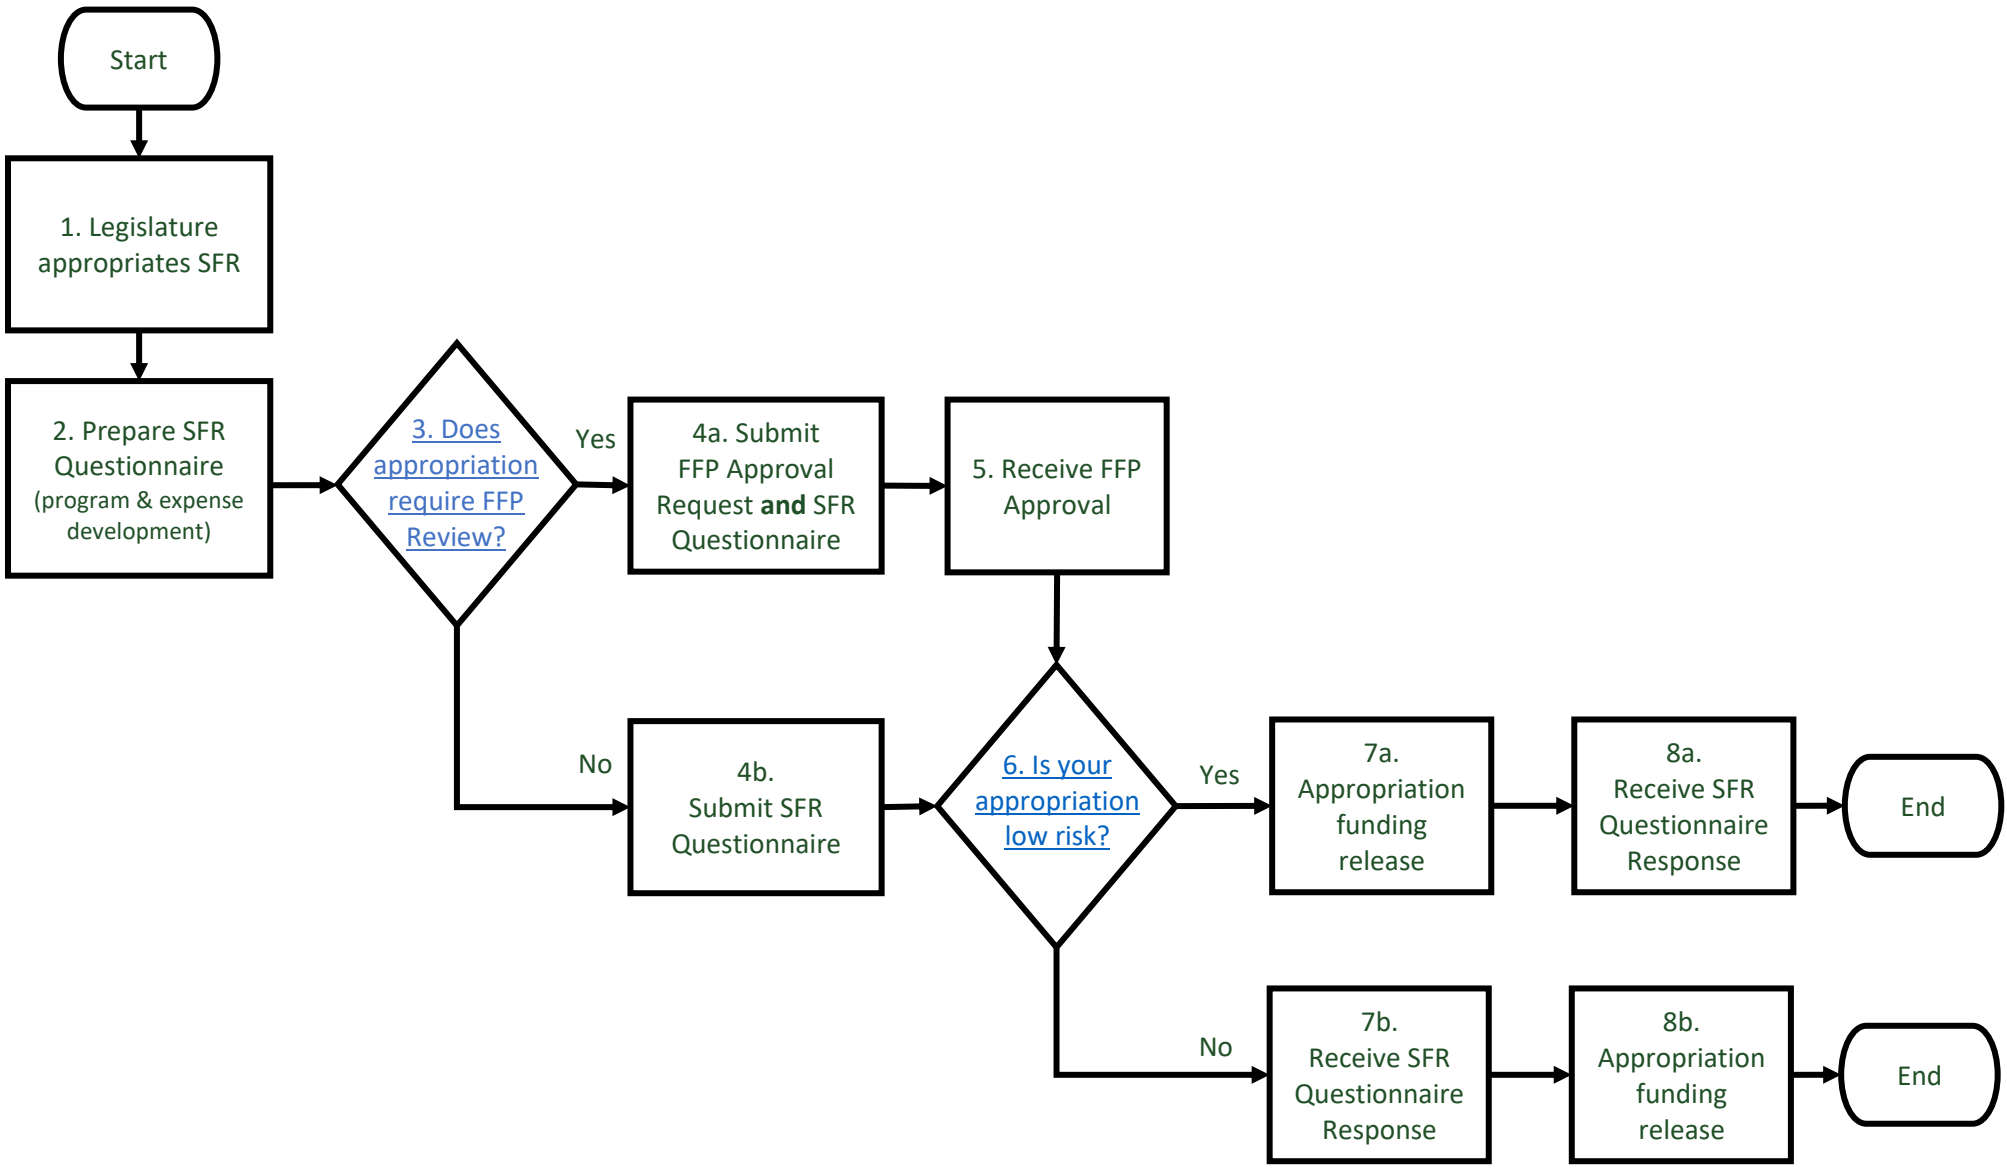 Start
1. Legislature
appropriates SFR
2. Prepare SFR
Questionnaire
(program & expense
development)
3. Does
appropriation
require FFP
Review?
Yes
4a. Submit
FFP Approval
Request and SFR
Questionnaire
5. Receive FFP
Approval
No
4b.
Submit SFR
Questionnaire
6. Is your
appropriation
low risk?
Yes
7a.
Appropriation
funding
release
8a.
Receive SFR
Questionnaire
Response
End
No
7b.
Receive SFR
Questionnaire
Response
8b.
Appropriation
funding
release
End